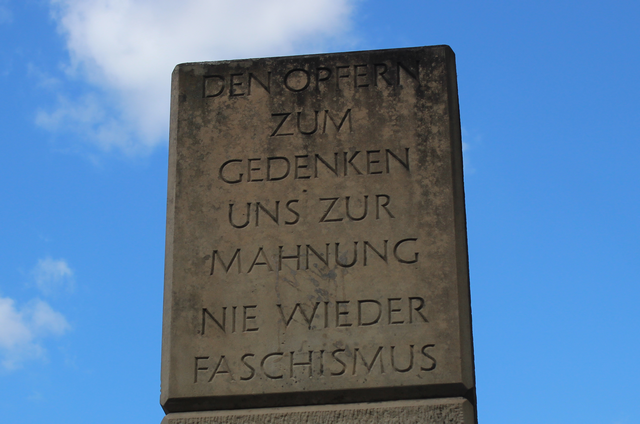 DEN OPFERN
ZUM
GEDENKEN
UNS ZUR
MAHNUNG
NIE WIEDER
FASCHISMUS